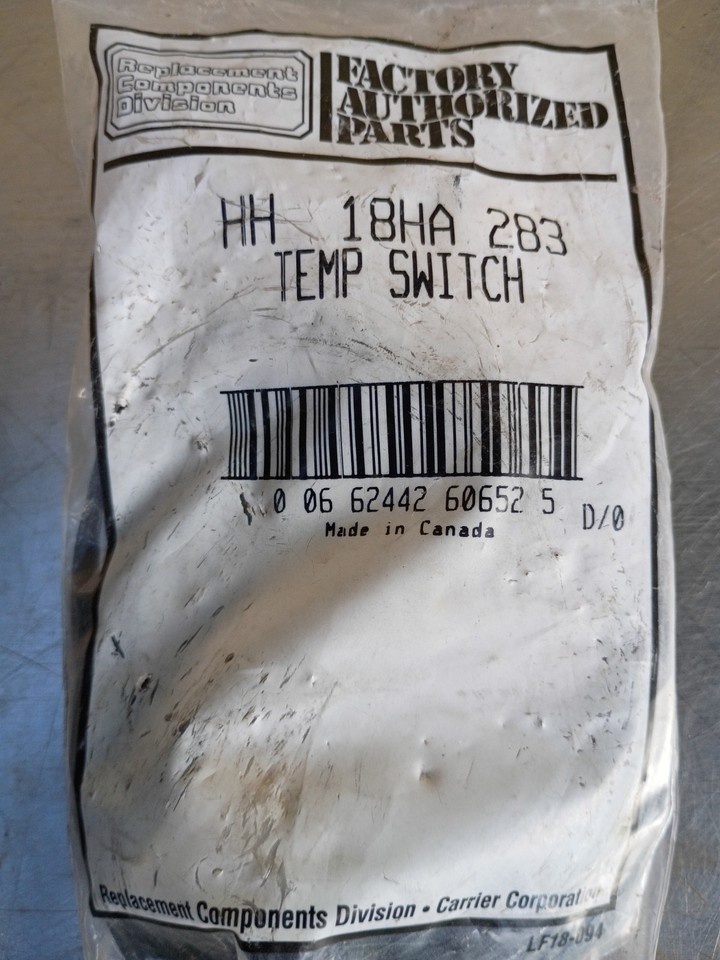 Replacement
Components
Division
FACTORY
AUTHORIZED
PARTS
HH 18HA 283
TEMP SWITCH
0 06 62442 60652 5
D/0
Made in Canada
Replacement Components Division • Carrier Corporation
LF18-094